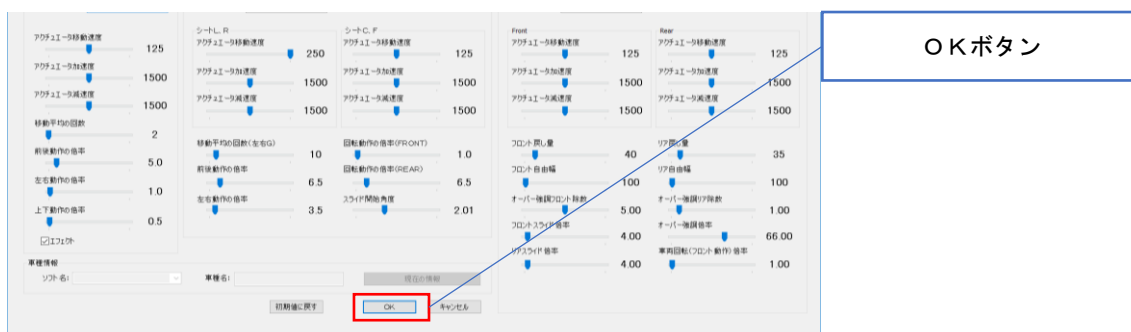 アクチュエータ移動速度
125
アクチュエータ加速度
1500
アクチュエータ減速度
1500
移動平均の回数
2
前後動作の倍率
5.0
左右動作の倍率
1.0
上下動作の倍率
0.5
エフェクト
シートL, R
アクチュエータ移動速度
250
アクチュエータ加速度
1500
アクチュエータ減速度
1500
シートC, F
アクチュエータ移動速度
125
アクチュエータ加速度
1500
アクチュエータ減速度
1500
移動平均の回数(左右G)
10
前後動作の倍率
6.5
左右動作の倍率
3.5
回転動作の倍率(FRONT)
1.0
回転動作の倍率(REAR)
6.5
スライド開始角度
2.01
Front
アクチュエータ移動速度
125
アクチュエータ加速度
1500
アクチュエータ減速度
1500
Rear
アクチュエータ移動速度
125
アクチュエータ加速度
1500
アクチュエータ減速度
1500
フロント戻し量
40
フロント自由幅
100
オーバー強調フロント除数
5.00
フロントスライド倍率
4.00
リアスライド倍率
4.00
リア戻し量
35
リア自由幅
100
オーバー強調リア除数
1.00
オーバー強調倍率
66.00
車両回転(フロント動作)倍率
1.00
車種情報
ソフト名:
車種名:
現在の情報
初期値に戻す
OK
キャンセル
OKボタン